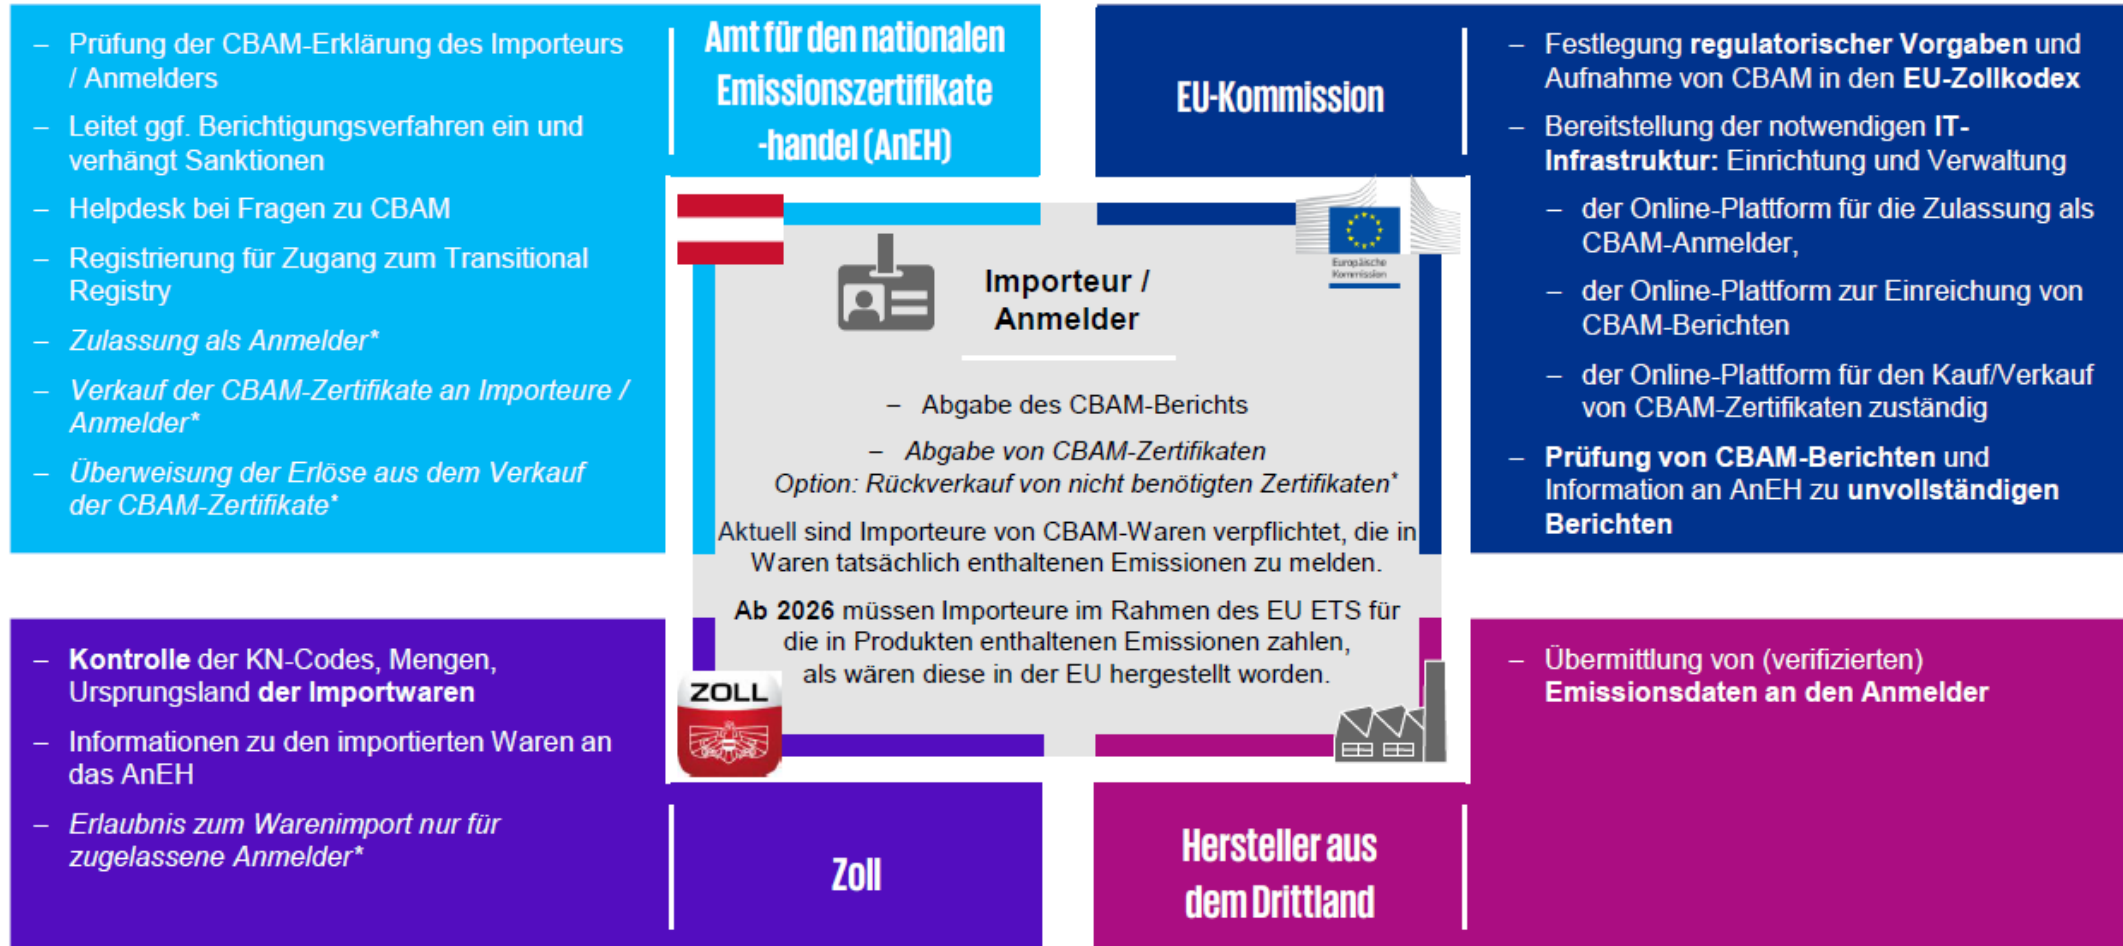 – Prüfung der CBAM-Erklärung des Importeurs
/ Anmelders
– Leitet ggf. Berichtigungsverfahren ein und
verhängt Sanktionen
– Helpdesk bei Fragen zu CBAM
– Registrierung für Zugang zum Transitional
Registry
– Zulassung als Anmelder*
– Verkauf der CBAM-Zertifikate an Importeure /
Anmelder*
– Überweisung der Erlöse aus dem Verkauf
der CBAM-Zertifikate*
Amt für den nationalen
Emissionszertifikate
-handel (AnEH)
EU-Kommission
– Festlegung regulatorischer Vorgaben und
Aufnahme von CBAM in den EU-Zollkodex
– Bereitstellung der notwendigen IT-
Infrastruktur: Einrichtung und Verwaltung
– der Online-Plattform für die Zulassung als
CBAM-Anmelder,
– der Online-Plattform zur Einreichung von
CBAM-Berichten
– der Online-Plattform für den Kauf/Verkauf
von CBAM-Zertifikaten zuständig
– Prüfung von CBAM-Berichten und
Information an AnEH zu unvollständigen
Berichten
Europäische
Kommission
Importeur /
Anmelder
– Abgabe des CBAM-Berichts
– Abgabe von CBAM-Zertifikaten
Option: Rückverkauf von nicht benötigten Zertifikaten*
Aktuell sind Importeure von CBAM-Waren verpflichtet, die in
Waren tatsächlich enthaltenen Emissionen zu melden.
Ab 2026 müssen Importeure im Rahmen des EU ETS für
die in Produkten enthaltenen Emissionen zahlen,
als wären diese in der EU hergestellt worden.
– Kontrolle der KN-Codes, Mengen,
Ursprungsland der Importwaren
– Informationen zu den importierten Waren an
das AnEH
– Erlaubnis zum Warenimport nur für
zugelassene Anmelder*
ZOLL
Zoll
Hersteller aus
dem Drittland
– Übermittlung von (verifizierten)
Emissionsdaten an den Anmelder